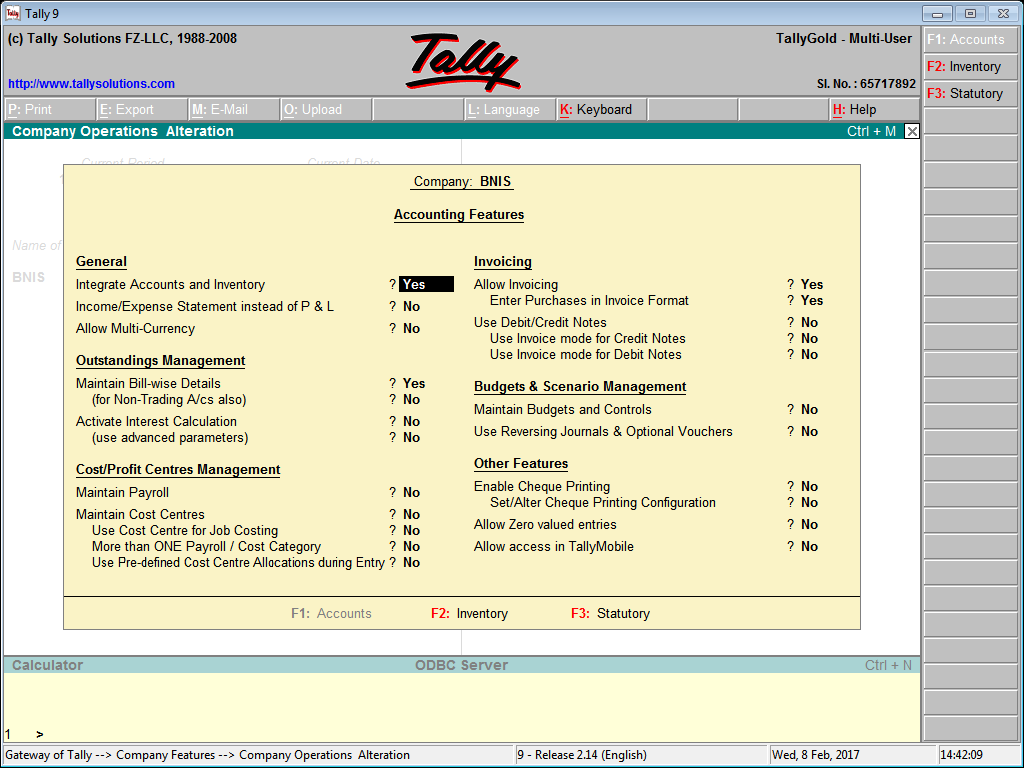 Tally 9
(c) Tally Solutions FZ-LLC, 1988-2008
Tally
TallyGold - Multi-User
http://www.tallysolutions.com
Sl. No. : 65717892
F1: Accounts
F2: Inventory
F3: Statutory
P: Print
E: Export
M: E-Mail
O: Upload
L: Language
K: Keyboard
H: Help
Company Operations Alteration
Ctrl + M
Current Period
Current Date
Name of
BNIS
Company: BNIS
Accounting Features
General
Integrate Accounts and Inventory ? Yes
Income/Expense Statement instead of P & L ? No
Allow Multi-Currency ? No
Outstandings Management
Maintain Bill-wise Details ? Yes
(for Non-Trading A/cs also) ? No
Activate Interest Calculation ? No
(use advanced parameters) ? No
Cost/Profit Centres Management
Maintain Payroll ? No
Maintain Cost Centres ? No
Use Cost Centre for Job Costing ? No
More than ONE Payroll / Cost Category ? No
Use Pre-defined Cost Centre Allocations during Entry ? No
Invoicing
Allow Invoicing ? Yes
Enter Purchases in Invoice Format ? Yes
Use Debit/Credit Notes ? No
Use Invoice mode for Credit Notes ? No
Use Invoice mode for Debit Notes ? No
Budgets & Scenario Management
Maintain Budgets and Controls ? No
Use Reversing Journals & Optional Vouchers ? No
Other Features
Enable Cheque Printing ? No
Set/Alter Cheque Printing Configuration ? No
Allow Zero valued entries ? No
Allow access in TallyMobile ? No
F1: Accounts
F2: Inventory
F3: Statutory
Calculator
ODBC Server
Ctrl + N
1 >
Gateway of Tally --> Company Features --> Company Operations Alteration
9 - Release 2.14 (English)
Wed, 8 Feb, 2017
14:42:09